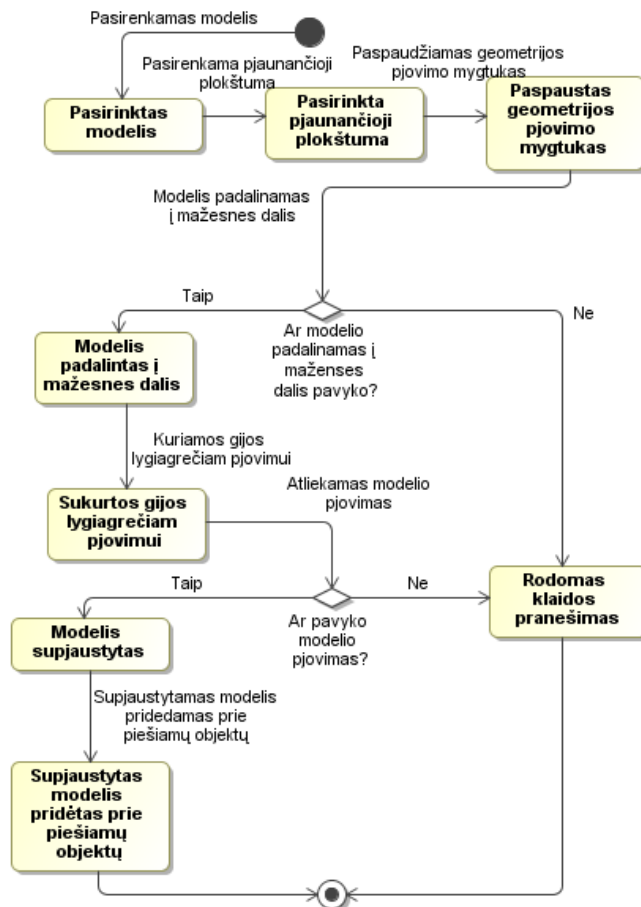 Pasirenkamas modelis
Pasirenkama pjaunančioji
plokštuma
Paspaudžiamas geometrijos
pjovimo mygtukas
Pasirinktas
modelis
Pasirinkta
pjaunančioji
plokštuma
Paspaustas
geometrijos
pjovimo
mygtukas
Modelis padalinamas
į mažesnes dalis
Taip
Ne
Ar modelio
padalinamas į
maženses
dalis pavyko?
Modelis
padalintas į
mažesnes dalis
Kuriamos gijos
lygiagrečiam pjovimui
Sukurtos gijos
lygiagrečiam
pjovimui
Atliekamas modelio
pjovimas
Taip
Ne
Ar pavyko
modelio
pjovimas?
Rodomas
klaidos
pranešimas
Modelis
supjaustytas
Supjaustytamas modelis
pridedamas prie
piešiamų objektų
Supjaustytas
modelis
pridėtas prie
piešiamų
objektų